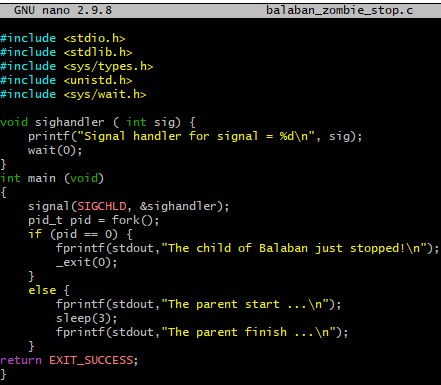 GNU nano 2.9.8 balaban_zombie_stop.c
#include <stdio.h>
#include <stdlib.h>
#include <sys/types.h>
#include <unistd.h>
#include <sys/wait.h>
void sighandler ( int sig) {
printf("Signal handler for signal = %d\n", sig);
wait(0);
}
int main (void)
{
signal(SIGCHLD, &sighandler);
pid_t pid = fork();
if (pid == 0) {
fprintf(stdout,"The child of Balaban just stopped!\n");
_exit(0);
}
else {
fprintf(stdout,"The parent start ...\n");
sleep(3);
fprintf(stdout,"The parent finish ...\n");
}
return EXIT_SUCCESS;
}